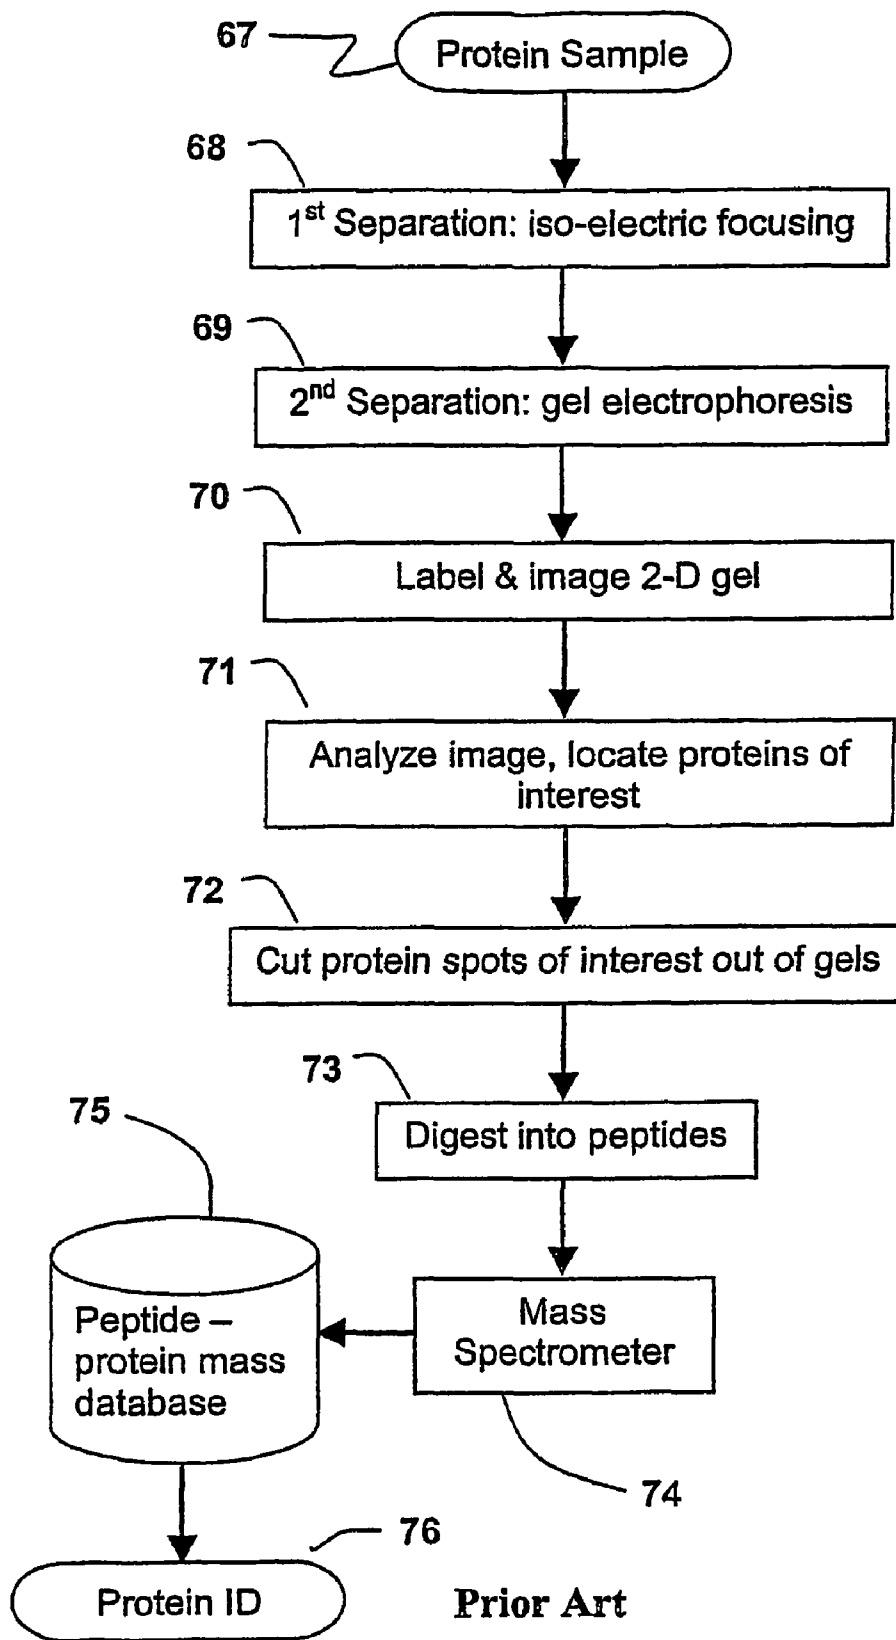 67
Protein Sample
68
1st Separation: iso-electric focusing
69
2nd Separation: gel electrophoresis
70
Label & image 2-D gel
71
Analyze image, locate proteins of
interest
72
Cut protein spots of interest out of gels
73
Digest into peptides
75
Peptide –
protein mass
database
Mass
Spectrometer
74
76
Protein ID
Prior Art